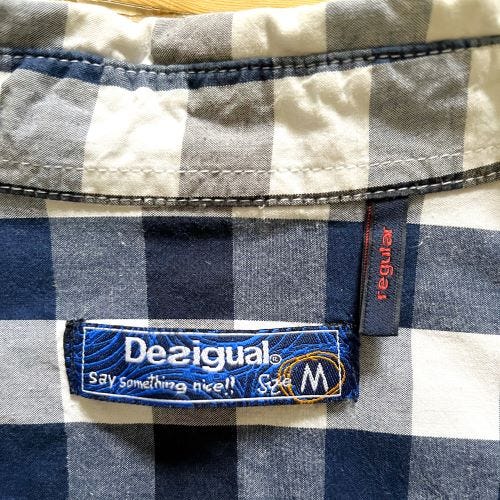 regular
Desigual®
say something nice!! Size M